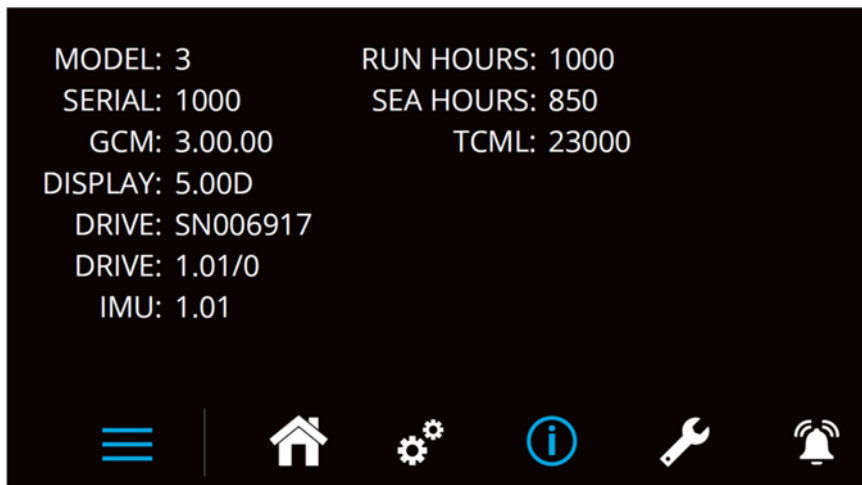 MODEL: 3
SERIAL: 1000
GCM: 3.00.00
DISPLAY: 5.00D
DRIVE: SN006917
DRIVE: 1.01/0
IMU: 1.01
RUN HOURS: 1000
SEA HOURS: 850
TCML: 23000